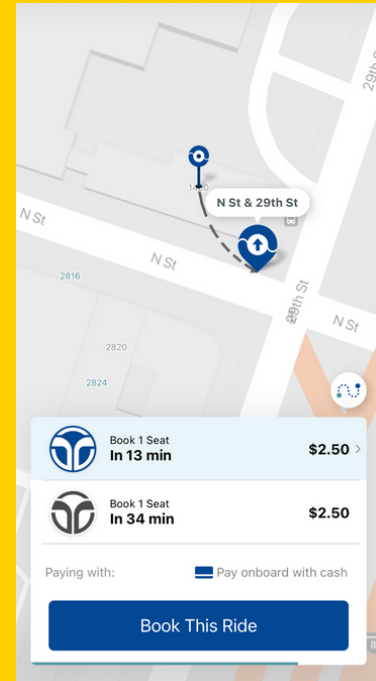 29th S
1400
N St & 29th St
N St
N St
2816
29th St
N St
2820
2824
Book 1 Seat
In 13 min
$2.50
Book 1 Seat
In 34 min
$2.50
Paying with:
Pay onboard with cash
Book This Ride
8